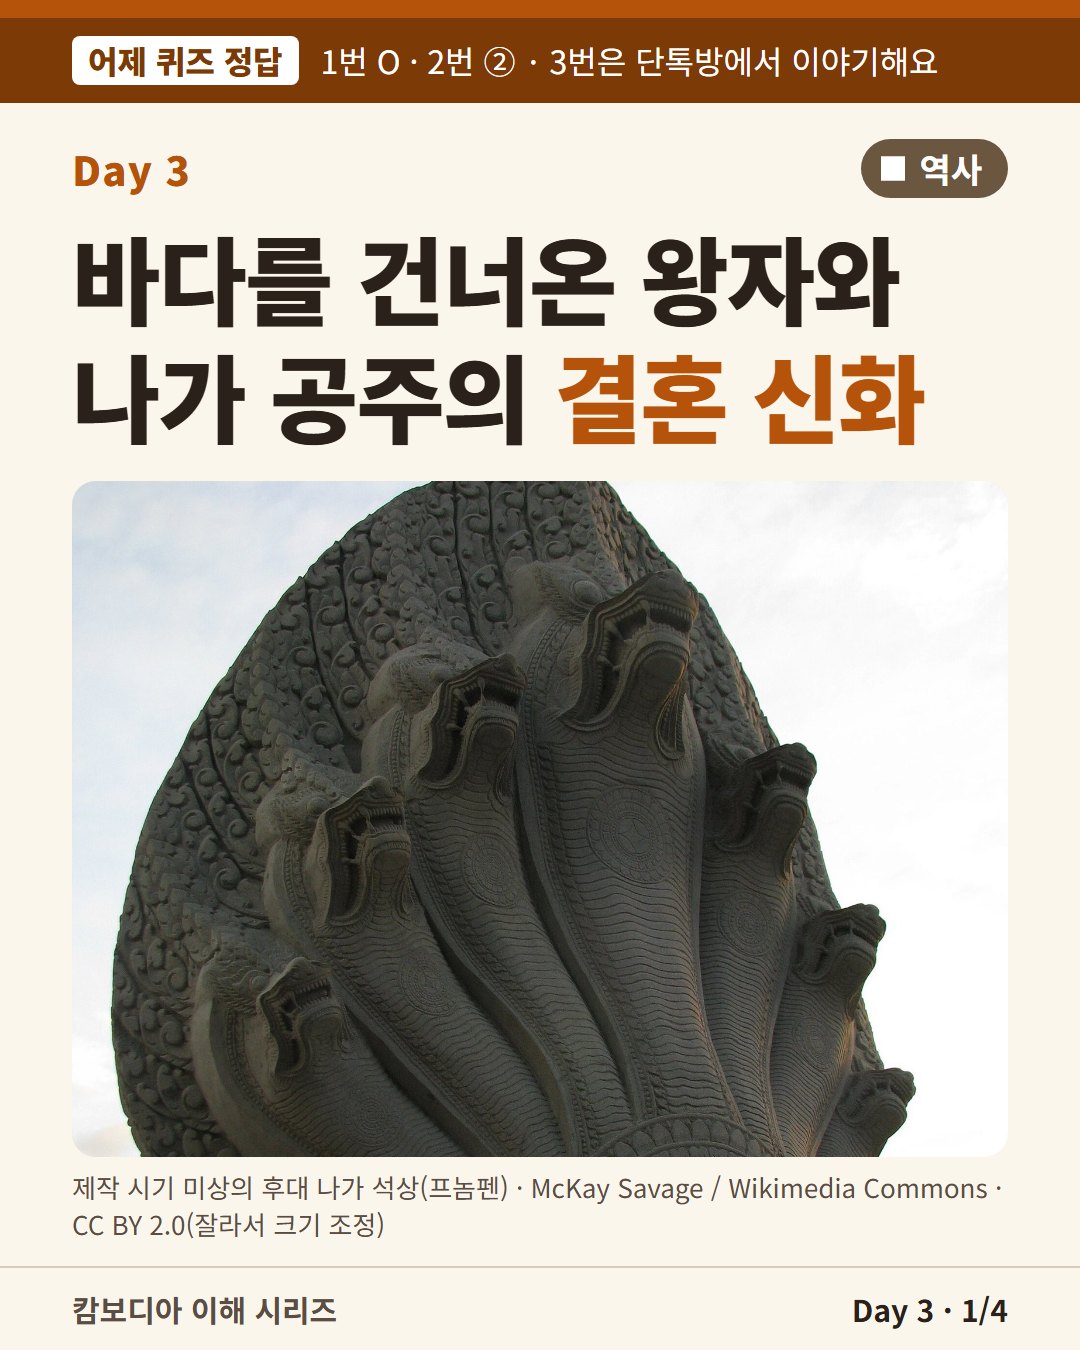 어제 퀴즈 정답 1번 O · 2번 ② · 3번은 단톡방에서 이야기해요
Day 3
역사
바다를 건너온 왕자와
나가 공주의 결혼 신화
제작 시기 미상의 후대 나가 석상(프놈펜) · McKay Savage / Wikimedia Commons ·
CC BY 2.0(잘라서 크기 조정)
캄보디아 이해 시리즈
Day 3 · 1/4